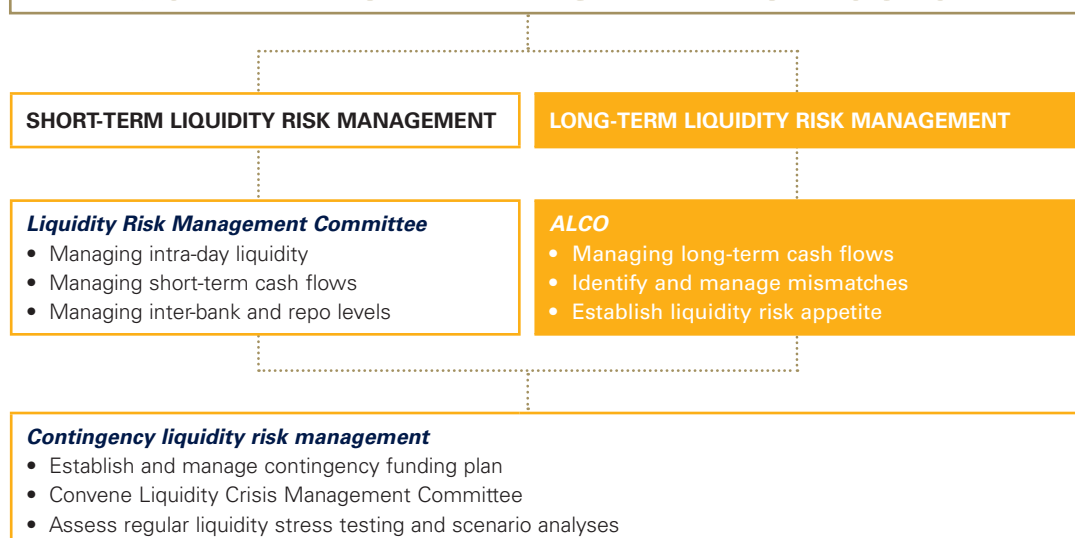 SHORT-TERM LIQUIDITY RISK MANAGEMENT
LONG-TERM LIQUIDITY RISK MANAGEMENT
Liquidity Risk Management Committee
• Managing intra-day liquidity
• Managing short-term cash flows
• Managing inter-bank and repo levels
ALCO
• Managing long-term cash flows
• Identify and manage mismatches
• Establish liquidity risk appetite
Contingency liquidity risk management
• Establish and manage contingency funding plan
• Convene Liquidity Crisis Management Committee
• Assess regular liquidity stress testing and scenario analyses